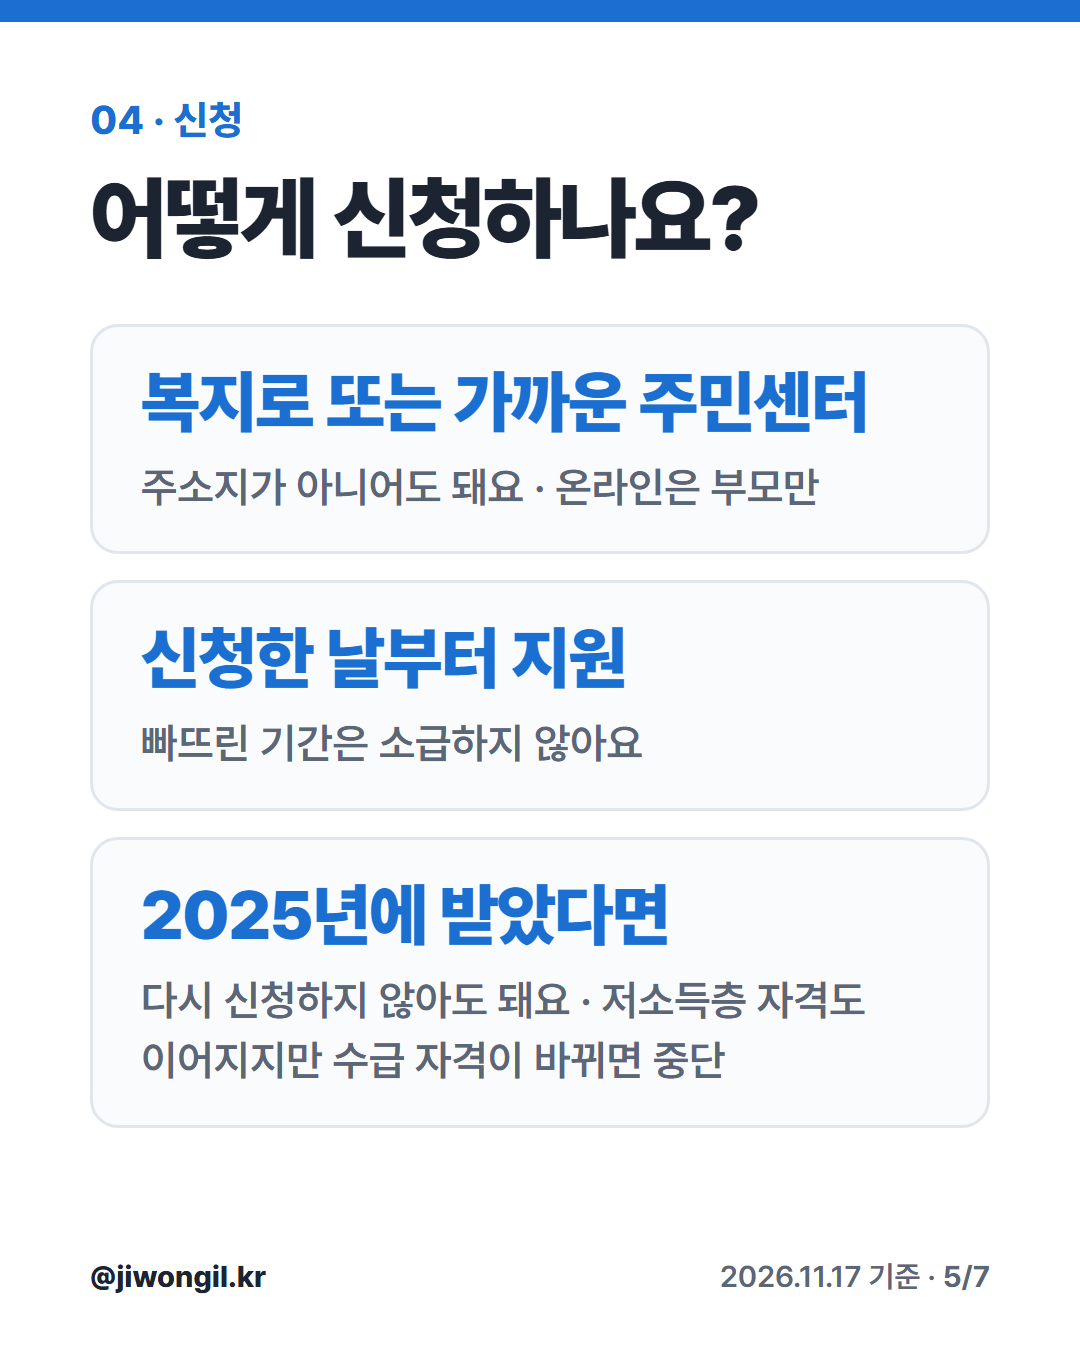 04 · 신청
어떻게 신청하나요?
복지로 또는 가까운 주민센터
주소지가 아니어도 돼요 · 온라인은 부모만
신청한 날부터 지원
빠뜨린 기간은 소급하지 않아요
2025년에 받았다면
다시 신청하지 않아도 돼요 · 저소득층 자격도
이어지지만 수급 자격이 바뀌면 중단
@jiwongil.kr
2026.11.17 기준 · 5/7